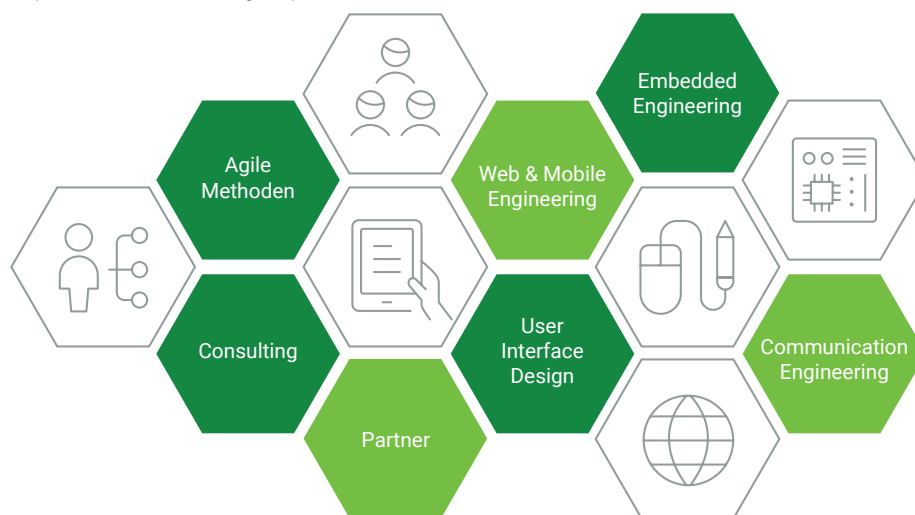 Embedded
Engineering
Agile
Methoden
Web & Mobile
Engineering
Consulting
User
Interface
Design
Communication
Engineering
Partner